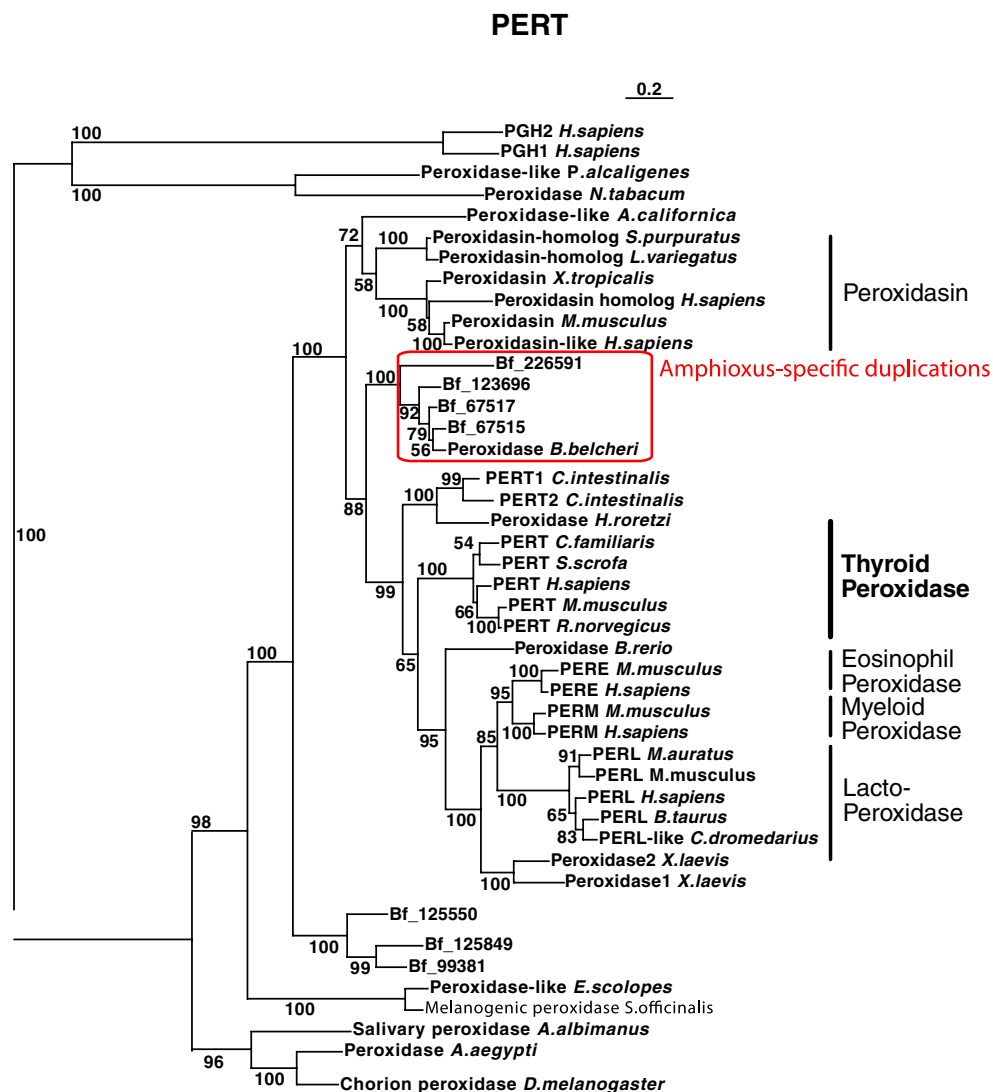 PERT
0.2
100
PGH2 H.sapiens
PGH1 H.sapiens
Peroxidase-like P.alcaligenes
100
Peroxidase N.tabacum
Peroxidase-like A.californica
72
100
Peroxidasin-homolog S.purpuratus
Peroxidasin-homolog L.variegatus
58
Peroxidasin X.tropicalis
Peroxidasin
100
Peroxidasin homolog H.sapiens
58
Peroxidasin M.musculus
100
Peroxidasin-like H.sapiens
100
Bf_226591
Amphioxus-specific duplications
100
Bf_123696
92
Bf_67517
79
Bf_67515
56
Peroxidase B.belcheri
99
PERT1 C.intestinalis
100
PERT2 C.intestinalis
88
Peroxidase H.roretzi
100
54
PERT C.familiaris
100
PERT S.scrofa
Thyroid
Peroxidase
99
PERT H.sapiens
66
PERT M.musculus
100
PERT R.norvegicus
100
Peroxidase B.rerio
65
Eosinophil
Peroxidase
100
PERE M.musculus
95
PERE H.sapiens
Myeloid
Peroxidase
PERM M.musculus
100
PERM H.sapiens
95
85
91
PERL M.auratus
PERL M.musculus
100
PERL H.sapiens
Lacto-
Peroxidase
65
PERL B.taurus
100
98
83
PERL-like C.dromedarius
Peroxidase2 X.laevis
100
Peroxidase1 X.laevis
Bf_125550
100
Bf_125849
99
Bf_99381
Peroxidase-like E.scolopes
100
Melanogenic peroxidase S.officinalis
Salivary peroxidase A.albimanus
96
Peroxidase A.aegypti
100
Chorion peroxidase D.melanogaster